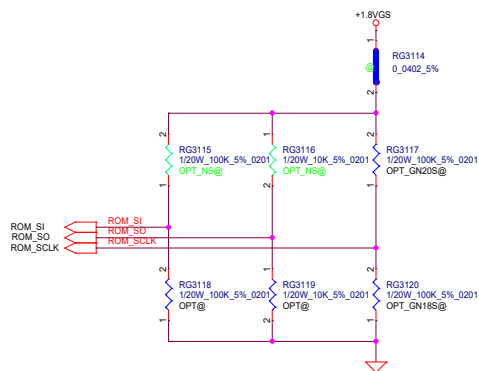 +1.8VGS
1
RG3114
@
0_0402_5%
2
2
1
2
RG3115
RG3116
RG3117
1/20W_100K_5%_0201
1/20W_10K_5%_0201
1/20W_100K_5%_0201
OPT_NS@
OPT_NS@
OPT_GN20S@
1
2
1
ROM_SI
ROM_SI
ROM_SO
ROM_SO
ROM_SCLK
ROM_SCLK
2
1
2
RG3118
RG3119
RG3120
1/20W_100K_5%_0201
1/20W_10K_5%_0201
1/20W_100K_5%_0201
OPT@
OPT@
OPT_GN18S@
1
2
1